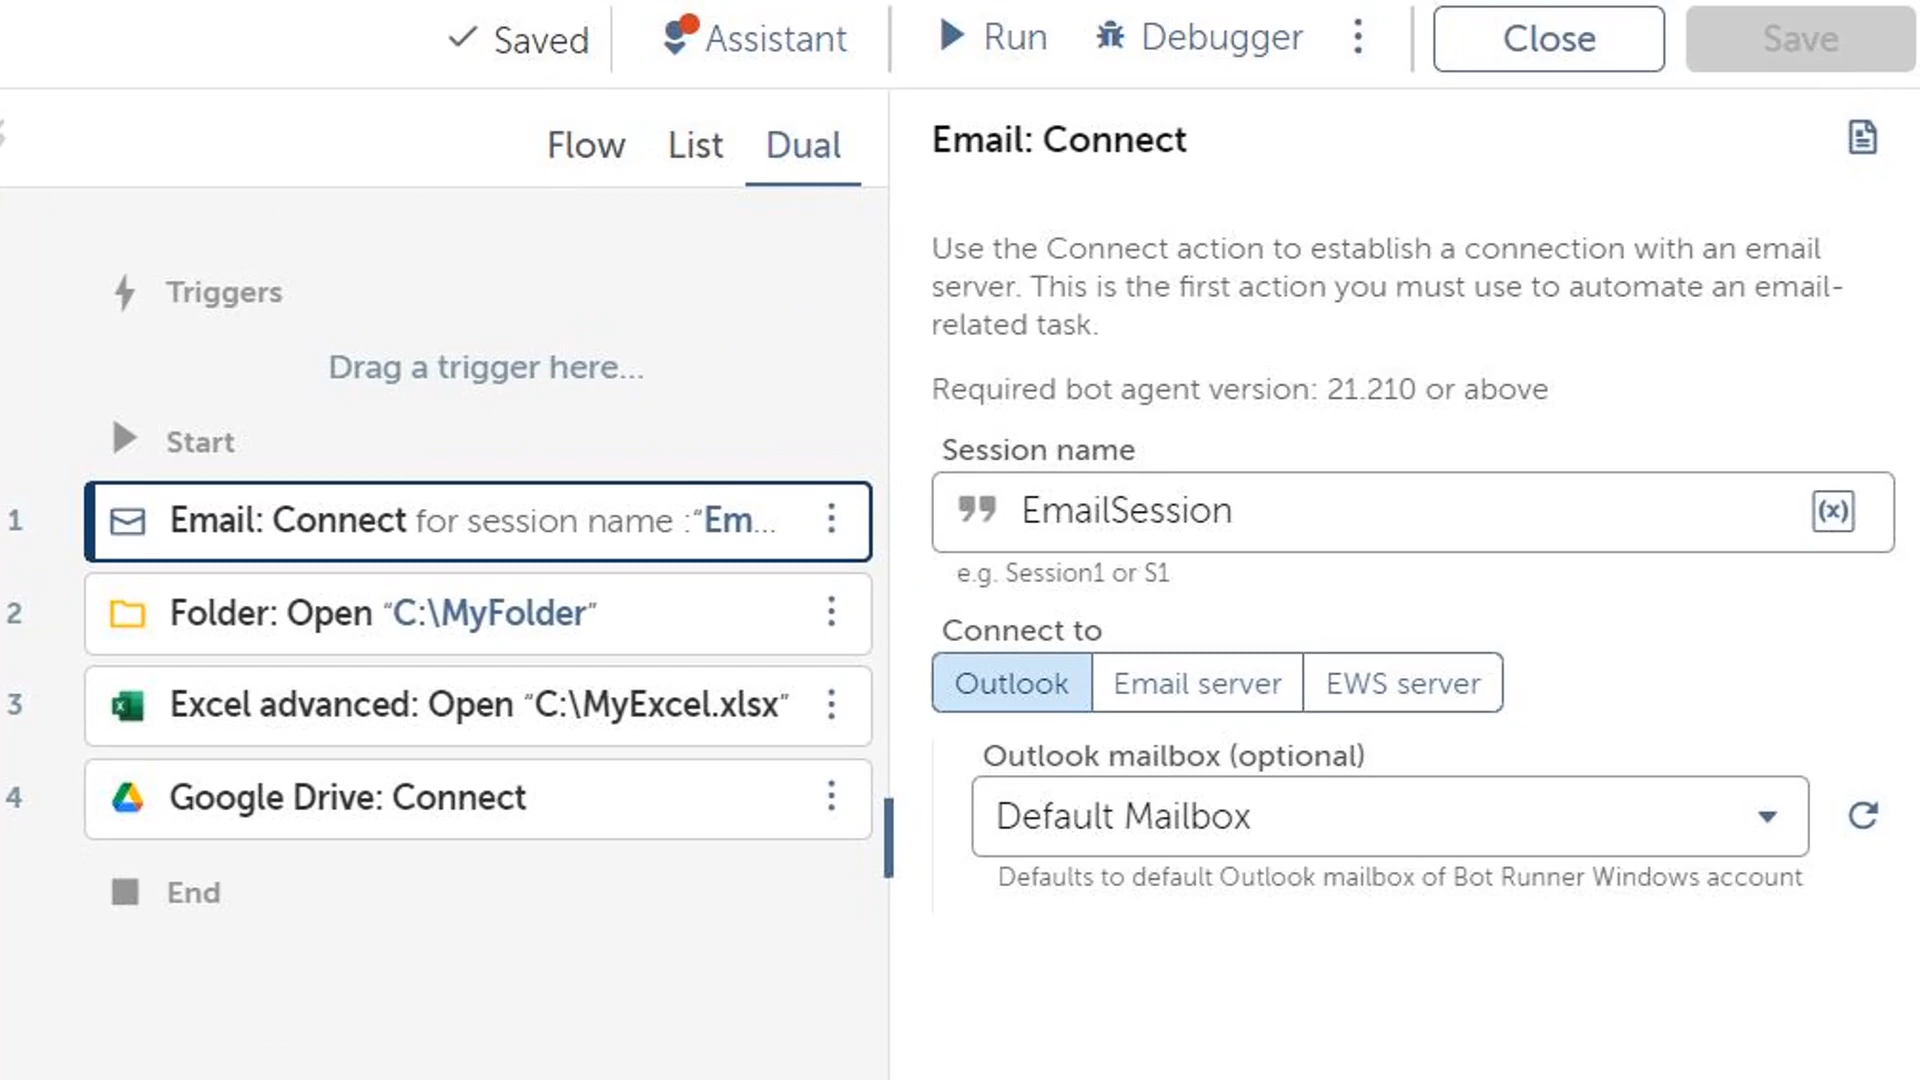 Saved
Assistant
Run
Debugger
Close
Save
Flow
List
Dual
Triggers
Drag a trigger here...
Start
1
Email: Connect for session name :“Em...
2
Folder: Open “C:\MyFolder”
3
Excel advanced: Open “C:\MyExcel.xlsx”
4
Google Drive: Connect
End
Email: Connect
Use the Connect action to establish a connection with an email
server. This is the first action you must use to automate an email-
related task.
Required bot agent version: 21.210 or above
Session name
EmailSession
(x)
e.g. Session1 or S1
Connect to
Outlook
Email server
EWS server
Outlook mailbox (optional)
Default Mailbox
Defaults to default Outlook mailbox of Bot Runner Windows account